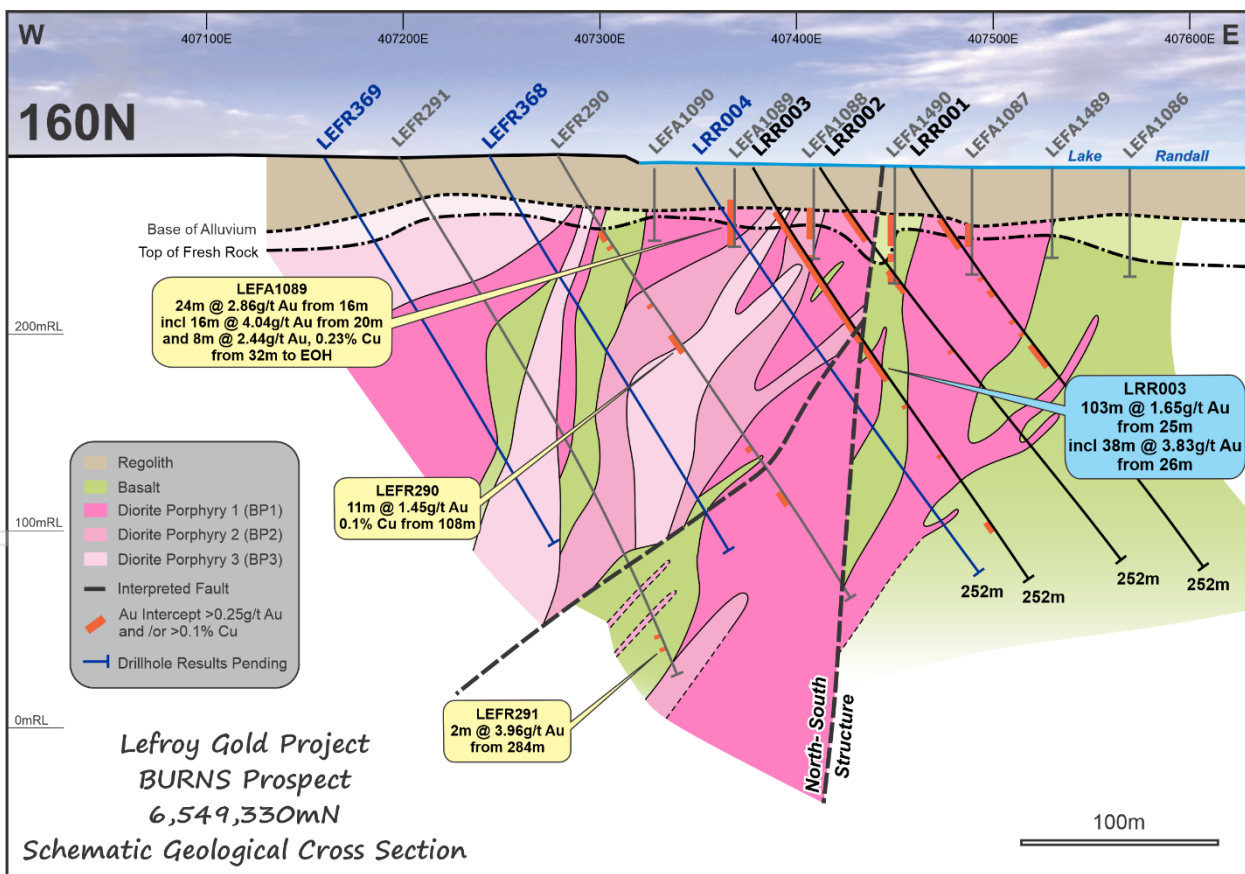 W
407100E
407200E
407300E
407400E
407500E
407600E
E
160N
LEFR369
LEFR291
LEFR368
LEFR290
LEFA1090
LRR004
LEFA1089
LRR003
LEFA1088
LRR002
LEFA1490
LRR001
LEFA1087
LEFA1489
LEFA1086
Lake Randall
Base of Alluvium
Top of Fresh Rock
LEFA1089
24m @ 2.86g/t Au from 16m
incl 16m @ 4.04g/t Au from 20m
and 8m @ 2.44g/t Au, 0.23% Cu
from 32m to EOH
200mRL
LRR003
103m @ 1.65g/t Au
from 25m
incl 38m @ 3.83g/t Au
from 26m
Regolith
Basalt
Diorite Porphyry 1 (BP1)
Diorite Porphyry 2 (BP2)
Diorite Porphyry 3 (BP3)
Interpreted Fault
Au Intercept >0.25g/t Au
and /or >0.1% Cu
Drillhole Results Pending
LEFR290
11m @ 1.45g/t Au
0.1% Cu from 108m
100mRL
252m
252m
252m
252m
LEFR291
2m @ 3.96g/t Au
from 284m
North- South
Structure
0mRL
Lefroy Gold Project
BURNS Prospect
6,549,330mN
Schematic Geological Cross Section
100m